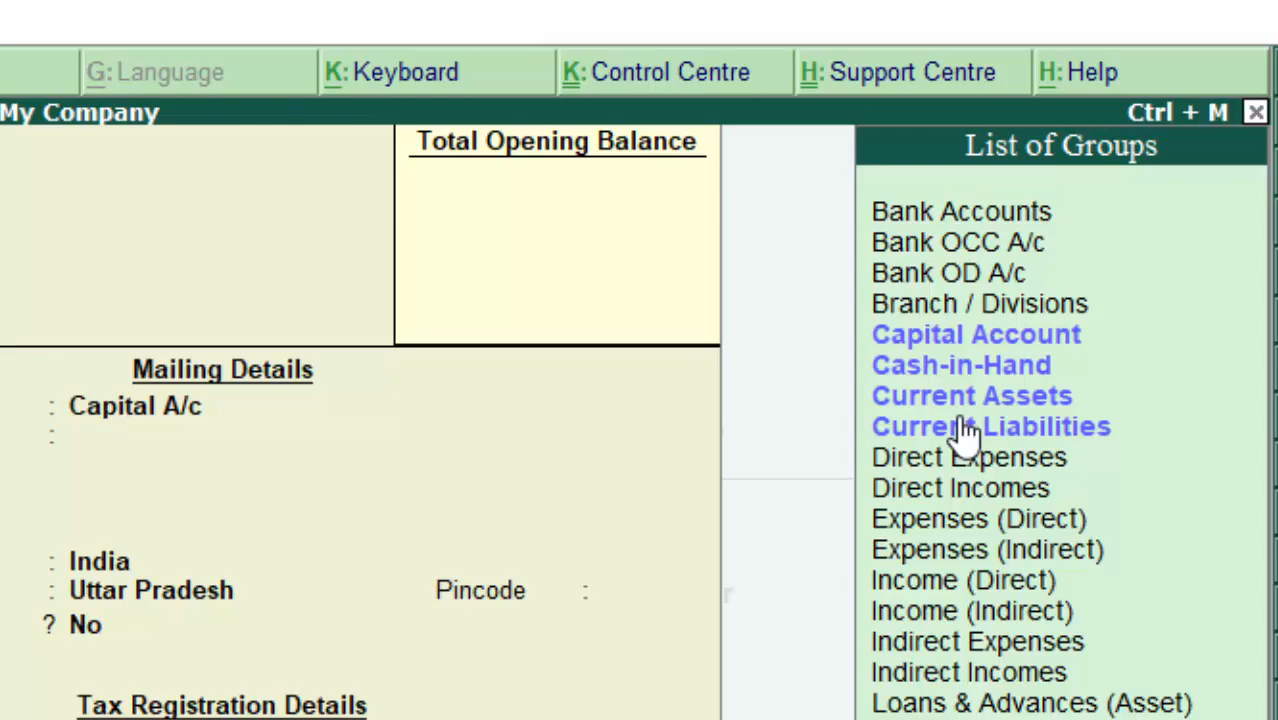 G: Language K: Keyboard K: Control Centre H: Support Centre H: Help
My Company Ctrl + M
Total Opening Balance
Mailing Details
: Capital A/c
:
: India
: Uttar Pradesh Pincode :
? No
Tax Registration Details
List of Groups
Bank Accounts
Bank OCC A/c
Bank OD A/c
Branch / Divisions
Capital Account
Cash-in-Hand
Current Assets
Current Liabilities
Direct Expenses
Direct Incomes
Expenses (Direct)
Expenses (Indirect)
Income (Direct)
Income (Indirect)
Indirect Expenses
Indirect Incomes
Loans & Advances (Asset)